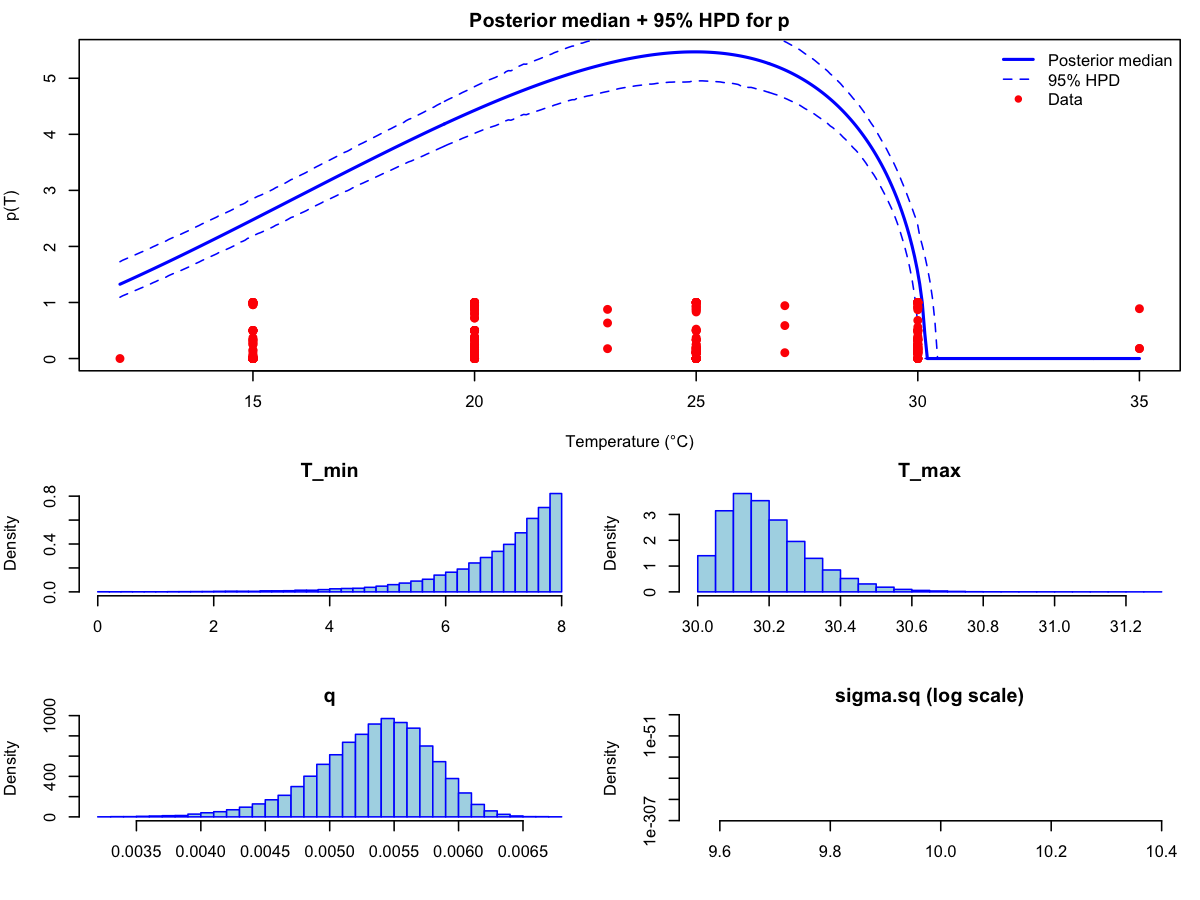 Posterior median + 95% HPD for p
Posterior median
95% HPD
Data
p(T)
5
4
3
2
1
0
15 20 25 30 35
Temperature (°C)
T_min
Density
0.8
0.4
0.0
0 2 4 6 8
T_max
Density
3
2
1
0
30.0 30.2 30.4 30.6 30.8 31.0 31.2
q
Density
1000
400
0
0.0035 0.0040 0.0045 0.0050 0.0055 0.0060 0.0065
sigma.sq (log scale)
Density
1e-51
1e-307
9.6 9.8 10.0 10.2 10.4